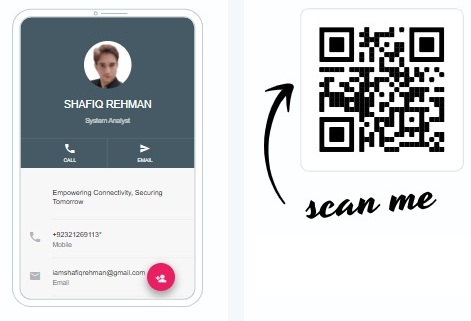 SHAFIQ REHMAN
System Analyst
CALL
EMAIL
Empowering Connectivity, Securing
Tomorrow
+92321269113*
Mobile
iamshafiqrehman@gmail.com
Email
scan me